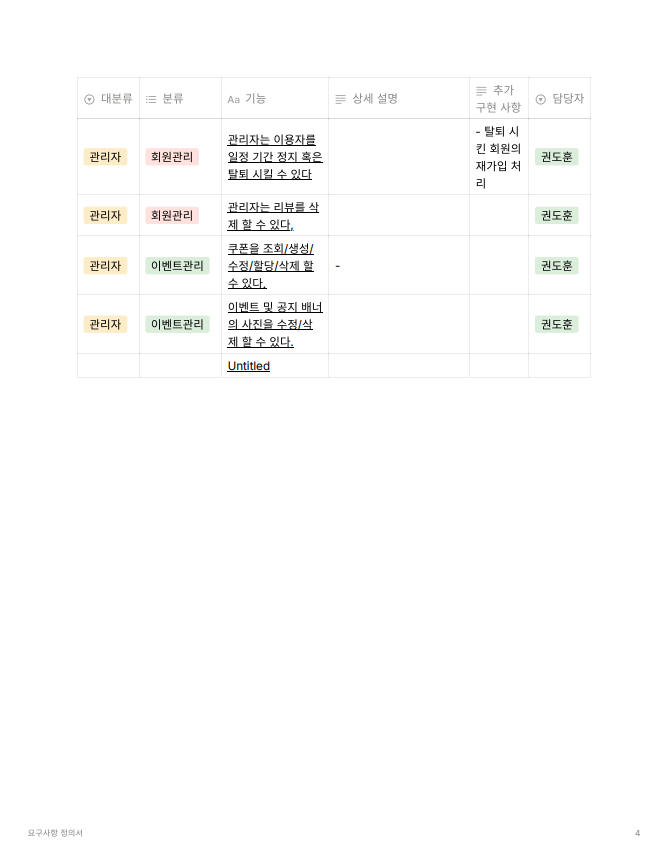 대분류 분류 Aa 기능 상세 설명 추가 구현 사항 담당자
관리자 회원관리 관리자는 이용자를 일정 기간 정지 혹은 탈퇴 시킬 수 있다 - 탈퇴 시킨 회원의 재가입 처리 권도훈
관리자 회원관리 관리자는 리뷰를 삭제 할 수 있다, 권도훈
관리자 이벤트관리 쿠폰을 조회/생성/수정/할당/삭제 할 수 있다. - 권도훈
관리자 이벤트관리 이벤트 및 공지 배너의 사진을 수정/삭제 할 수 있다. 권도훈
Untitled
요구사항 정의서 4